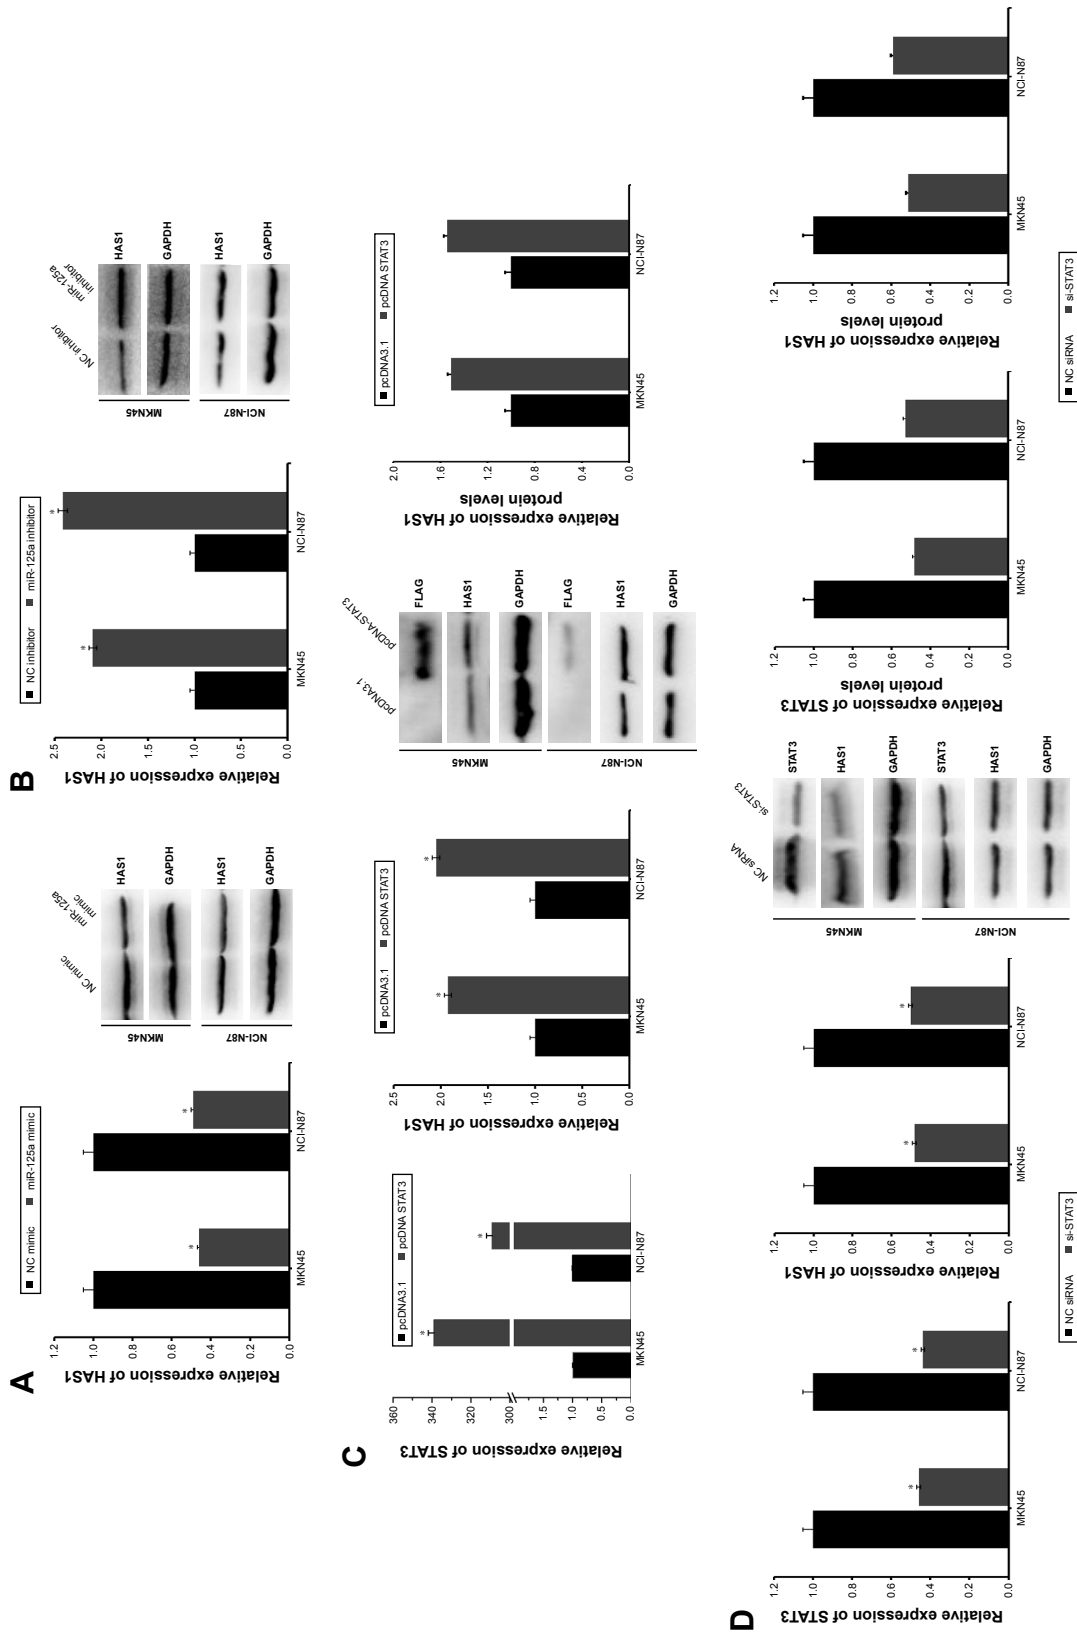 A
NC mimic miR-125a mimic
Relative expression of HAS1
1.2
1.0
0.8
0.6
0.4
0.2
0.0
*
*
MKN45 NCI-N87
NC mimic
miR-125a
mimic
MKN45
HAS1
GAPDH
NCI-N87
HAS1
GAPDH
B
NC inhibitor miR-125a inhibitor
Relative expression of HAS1
2.5
2.0
1.5
1.0
0.5
0.0
*
*
MKN45 NCI-N87
NC inhibitor
miR-125a
inhibitor
MKN45
HAS1
GAPDH
NCI-N87
HAS1
GAPDH
C
pcDNA3.1 pcDNA STAT3
Relative expression of STAT3
360
340
320
300
1.5
1.0
0.5
0.0
*
*
MKN45 NCI-N87
pcDNA3.1 pcDNA STAT3
Relative expression of HAS1
2.5
2.0
1.5
1.0
0.5
0.0
*
*
MKN45 NCI-N87
pcDNA3.1
pcDNA-STAT3
MKN45
FLAG
HAS1
GAPDH
NCI-N87
FLAG
HAS1
GAPDH
pcDNA3.1 pcDNA STAT3
Relative expression of HAS1
protein levels
2.0
1.6
1.2
0.8
0.4
0.0
MKN45 NCI-N87
D
Relative expression of STAT3
1.2
1.0
0.8
0.6
0.4
0.2
0.0
*
*
MKN45 NCI-N87
Relative expression of HAS1
1.2
1.0
0.8
0.6
0.4
0.2
0.0
*
*
MKN45 NCI-N87
NC siRNA si-STAT3
NC siRNA
si-STAT3
MKN45
STAT3
HAS1
GAPDH
NCI-N87
STAT3
HAS1
GAPDH
Relative expression of STAT3
protein levels
1.2
1.0
0.8
0.6
0.4
0.2
0.0
MKN45 NCI-N87
Relative expression of HAS1
protein levels
1.2
1.0
0.8
0.6
0.4
0.2
0.0
MKN45 NCI-N87
NC siRNA si-STAT3